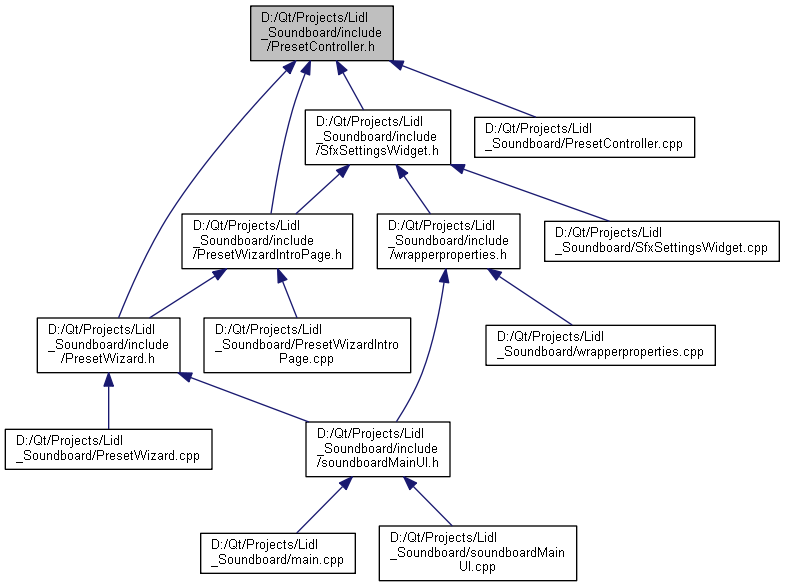 D:/Qt/Projects/Lidl
_Soundboard/include
/PresetController.h
D:/Qt/Projects/Lidl
_Soundboard/include
/SfxSettingsWidget.h
D:/Qt/Projects/Lidl
_Soundboard/PresetController.cpp
D:/Qt/Projects/Lidl
_Soundboard/include
/PresetWizardIntroPage.h
D:/Qt/Projects/Lidl
_Soundboard/include
/wrapperproperties.h
D:/Qt/Projects/Lidl
_Soundboard/SfxSettingsWidget.cpp
D:/Qt/Projects/Lidl
_Soundboard/include
/PresetWizard.h
D:/Qt/Projects/Lidl
_Soundboard/PresetWizardIntro
Page.cpp
D:/Qt/Projects/Lidl
_Soundboard/wrapperproperties.cpp
D:/Qt/Projects/Lidl
_Soundboard/PresetWizard.cpp
D:/Qt/Projects/Lidl
_Soundboard/include
/soundboardMainUI.h
D:/Qt/Projects/Lidl
_Soundboard/main.cpp
D:/Qt/Projects/Lidl
_Soundboard/soundboardMain
UI.cpp